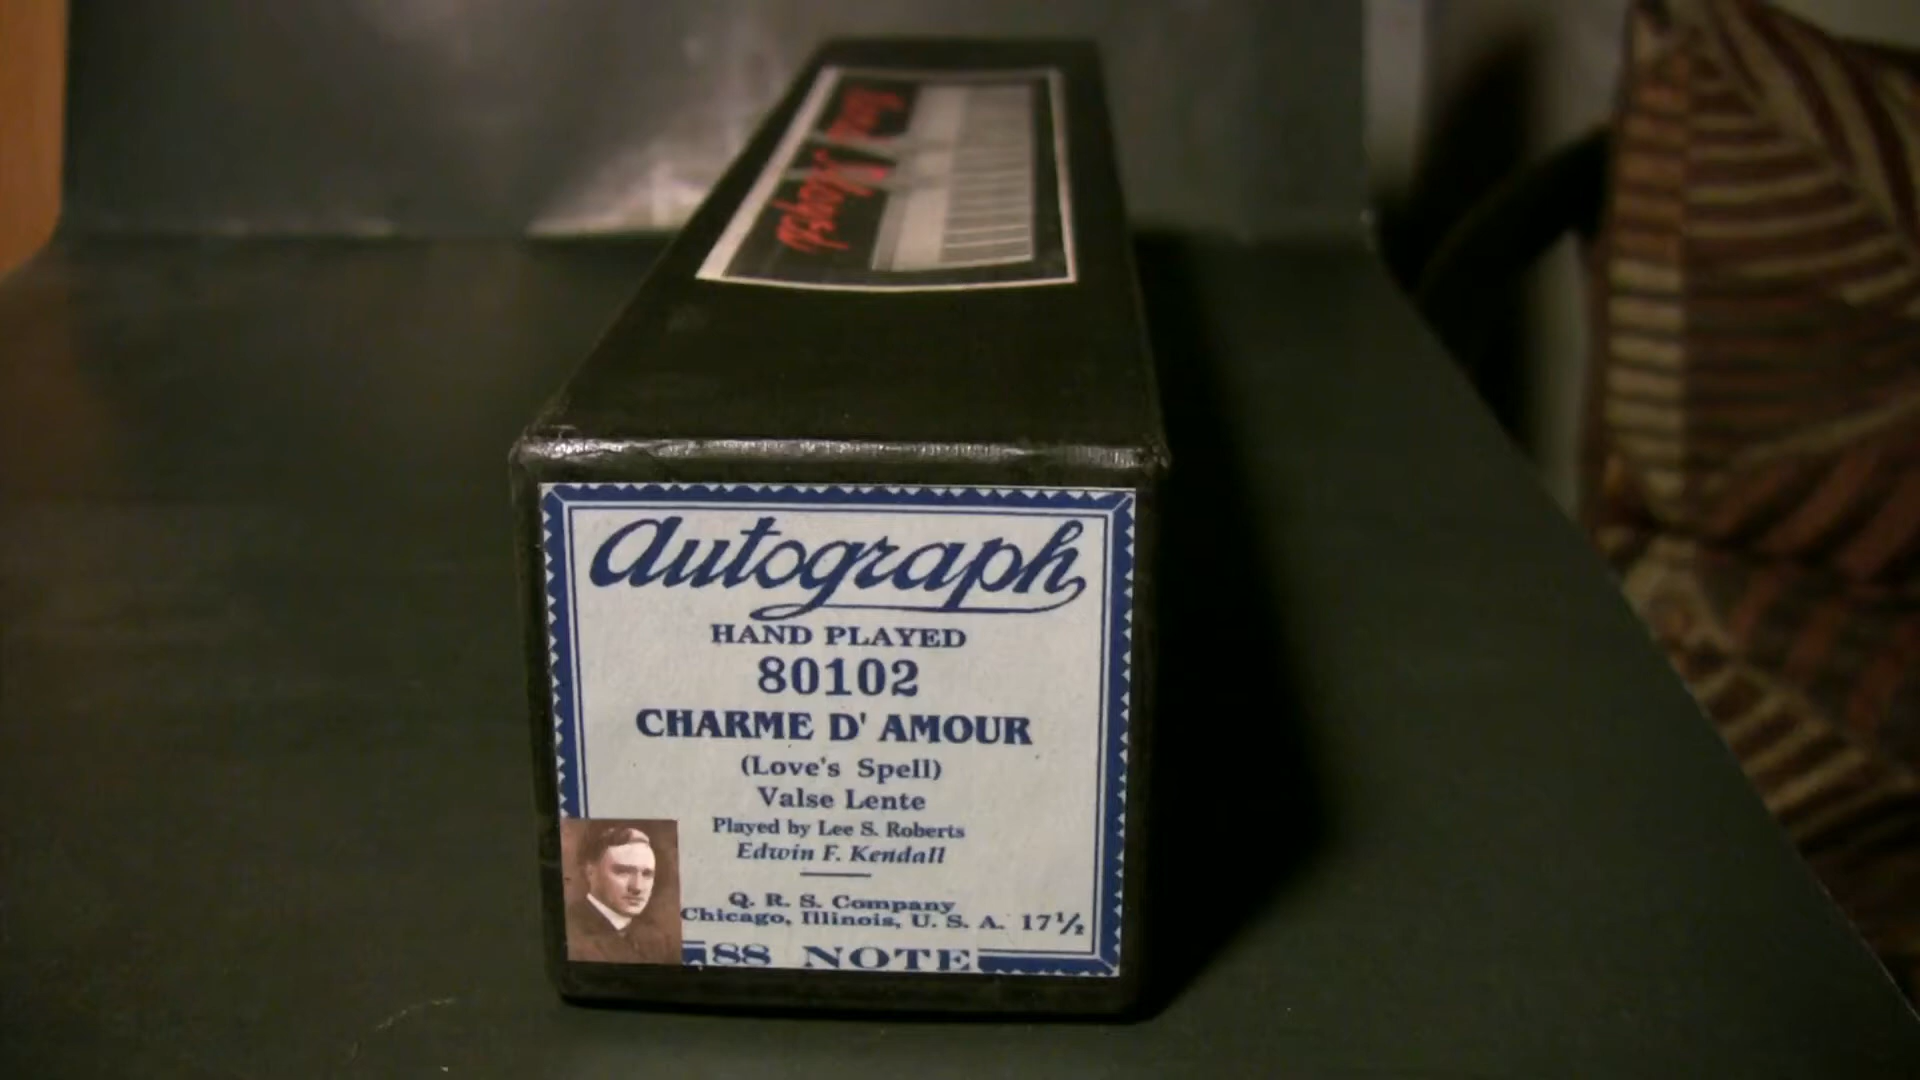 Autograph
HAND PLAYED
80102
CHARME D' AMOUR
(Love's Spell)
Valse Lente
Played by Lee S. Roberts
Edwin F. Kendall
Q. R. S. Company
Chicago, Illinois, U. S. A. 17½
88 NOTE